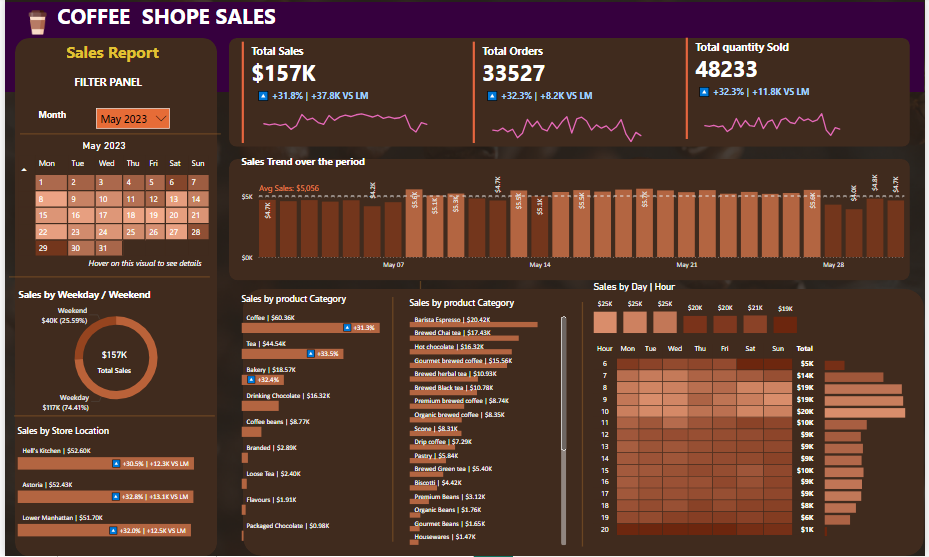 COFFEE SHOPE SALES
Sales Report
FILTER PANEL
Month
May 2023
May 2023
Mon Tue Wed Thu Fri Sat Sun
1 2 3 4 5 6 7
8 9 10 11 12 13 14
15 16 17 18 19 20 21
22 23 24 25 26 27 28
29 30 31
Hover on this visual to see details
Sales by Weekday / Weekend
Weekend
$40K (25.59%)
$157K
Total Sales
Weekday
$117K (74.41%)
Sales by Store Location
Hell's Kitchen | $52.60K
+30.5% | +12.3K VS LM
Astoria | $52.43K
+32.8% | +13.1K VS LM
Lower Manhattan | $51.70K
+32.0% | +12.5K VS LM
Total Sales
$157K
+31.8% | +37.8K VS LM
Total Orders
33527
+32.3% | +8.2K VS LM
Total quantity Sold
48233
+32.3% | +11.8K VS LM
Sales Trend over the period
Avg Sales: $5,056
$5K
$0K
$4.7K
$4.2K
$5.1K
$4.7K
$5.1K
$4.8K
$4.7K
May 07
May 14
May 21
May 28
Sales by product Category
Coffee | $60.36K
+31.3%
Tea | $44.54K
+33.5%
Bakery | $18.57K
+32.4%
Drinking Chocolate | $16.32K
Coffee beans | $8.77K
Branded | $2.89K
Loose Tea | $2.40K
Flavours | $1.91K
Packaged Chocolate | $0.98K
Sales by product Category
Barista Espresso | $20.42K
Brewed Chai tea | $17.43K
Hot chocolate | $16.32K
Gourmet brewed coffee | $15.56K
Brewed herbal tea | $10.93K
Brewed Black tea | $10.78K
Premium brewed coffee | $8.74K
Organic brewed coffee | $8.35K
Scone | $8.31K
Drip coffee | $7.29K
Pastry | $5.84K
Brewed Green tea | $5.40K
Biscotti | $4.42K
Premium Beans | $3.12K
Organic Beans | $1.76K
Gourmet Beans | $1.65K
Housewares | $1.47K
Sales by Day | Hour
$25K $25K $25K $20K $20K $21K $19K
Hour Mon Tue Wed Thu Fri Sat Sun Total
6 $5K
7 $14K
8 $19K
9 $19K
10 $20K
11 $10K
12 $9K
13 $9K
14 $9K
15 $10K
16 $9K
17 $9K
18 $8K
19 $6K
20 $1K